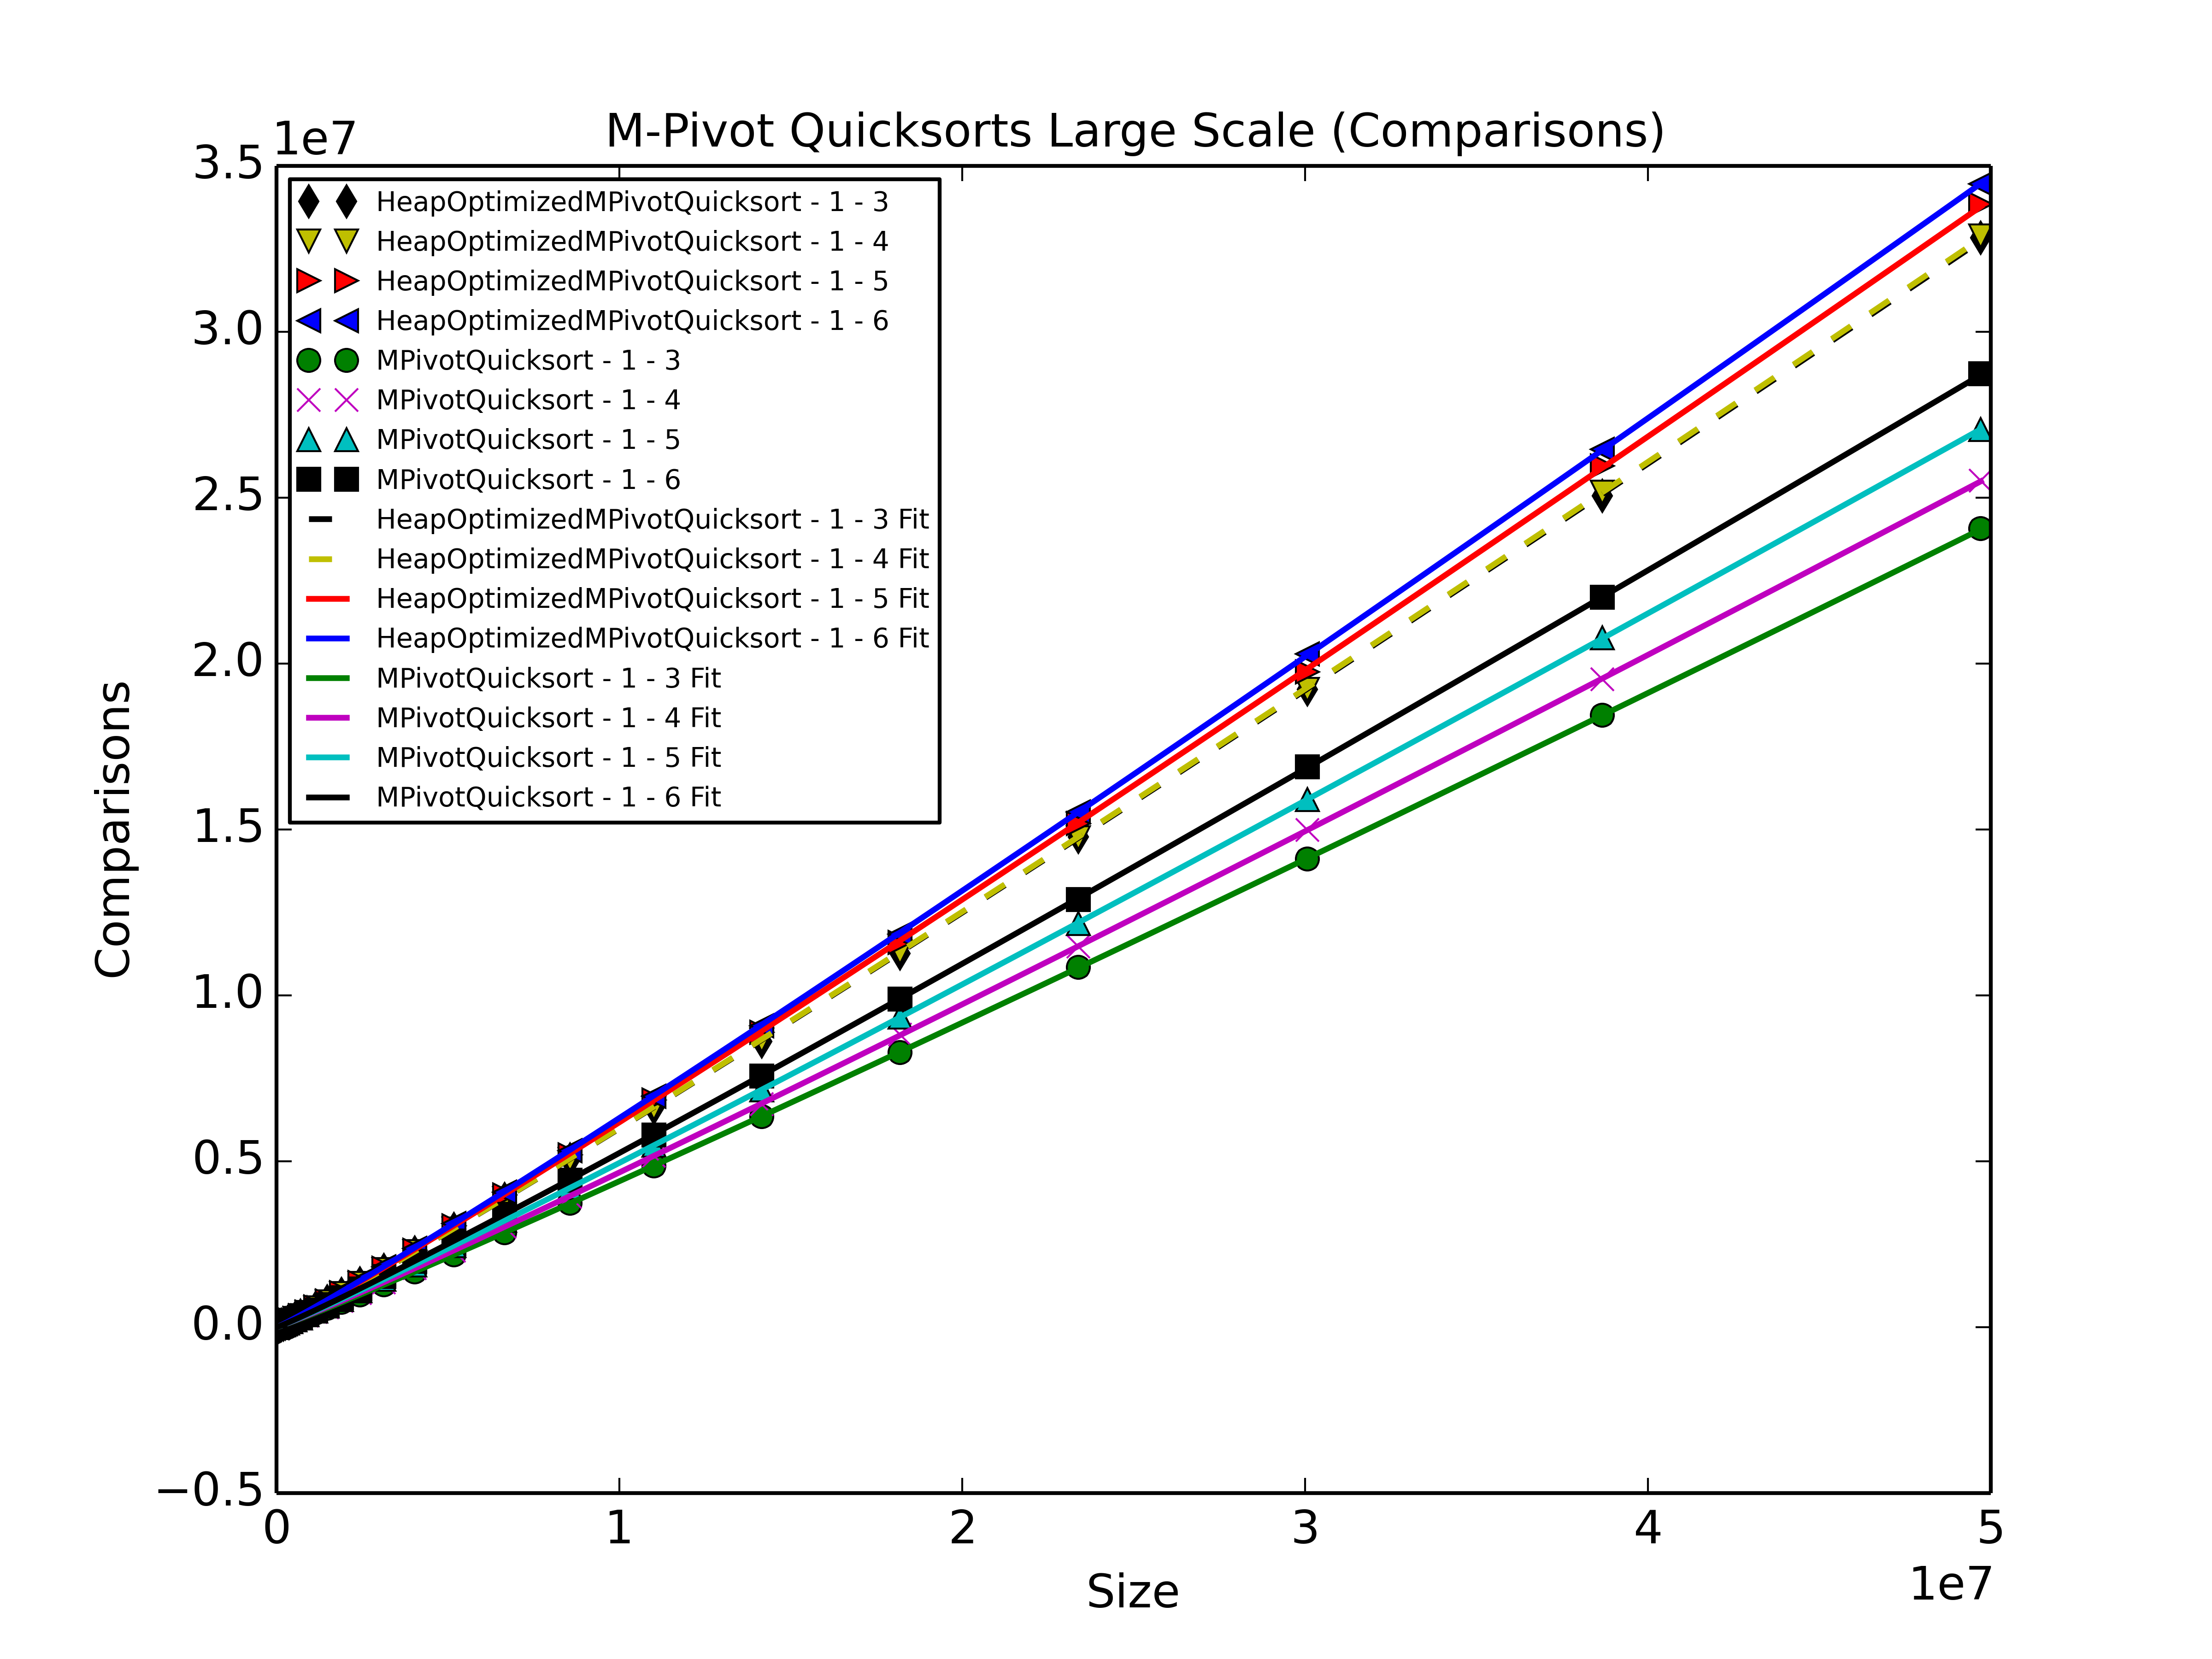 M-Pivot Quicksorts Large Scale (Comparisons)
1e7
3.5
3.0
2.5
2.0
1.5
1.0
0.5
0.0
−0.5
Comparisons
HeapOptimizedMPivotQuicksort - 1 - 3
HeapOptimizedMPivotQuicksort - 1 - 4
HeapOptimizedMPivotQuicksort - 1 - 5
HeapOptimizedMPivotQuicksort - 1 - 6
MPivotQuicksort - 1 - 3
MPivotQuicksort - 1 - 4
MPivotQuicksort - 1 - 5
MPivotQuicksort - 1 - 6
HeapOptimizedMPivotQuicksort - 1 - 3 Fit
HeapOptimizedMPivotQuicksort - 1 - 4 Fit
HeapOptimizedMPivotQuicksort - 1 - 5 Fit
HeapOptimizedMPivotQuicksort - 1 - 6 Fit
MPivotQuicksort - 1 - 3 Fit
MPivotQuicksort - 1 - 4 Fit
MPivotQuicksort - 1 - 5 Fit
MPivotQuicksort - 1 - 6 Fit
0 1 2 3 4 5
Size
1e7